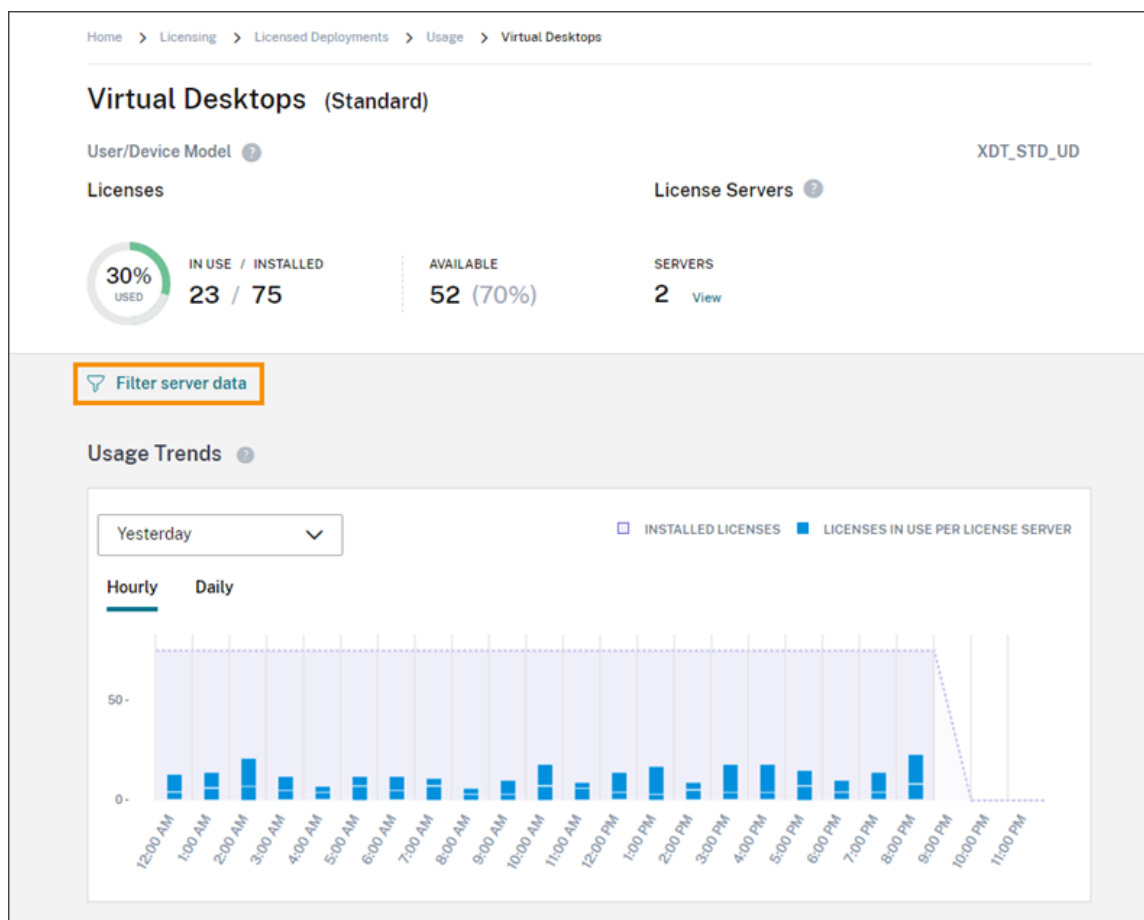 Home > Licensing > Licensed Deployments > Usage > Virtual Desktops
Virtual Desktops (Standard)
User/Device Model ? XDT_STD_UD
Licenses License Servers ?
30% USED
IN USE / INSTALLED AVAILABLE SERVERS
23 / 75 52 (70%) 2 View
Filter server data
Usage Trends ?
Yesterday INSTALLED LICENSES LICENSES IN USE PER LICENSE SERVER
Hourly Daily
50-
0-
12:00 AM 1:00 AM 2:00 AM 3:00 AM 4:00 AM 5:00 AM 6:00 AM 7:00 AM 8:00 AM 9:00 AM 10:00 AM 11:00 AM 12:00 PM 1:00 PM 2:00 PM 3:00 PM 4:00 PM 5:00 PM 6:00 PM 7:00 PM 8:00 PM 9:00 PM 10:00 PM 11:00 PM